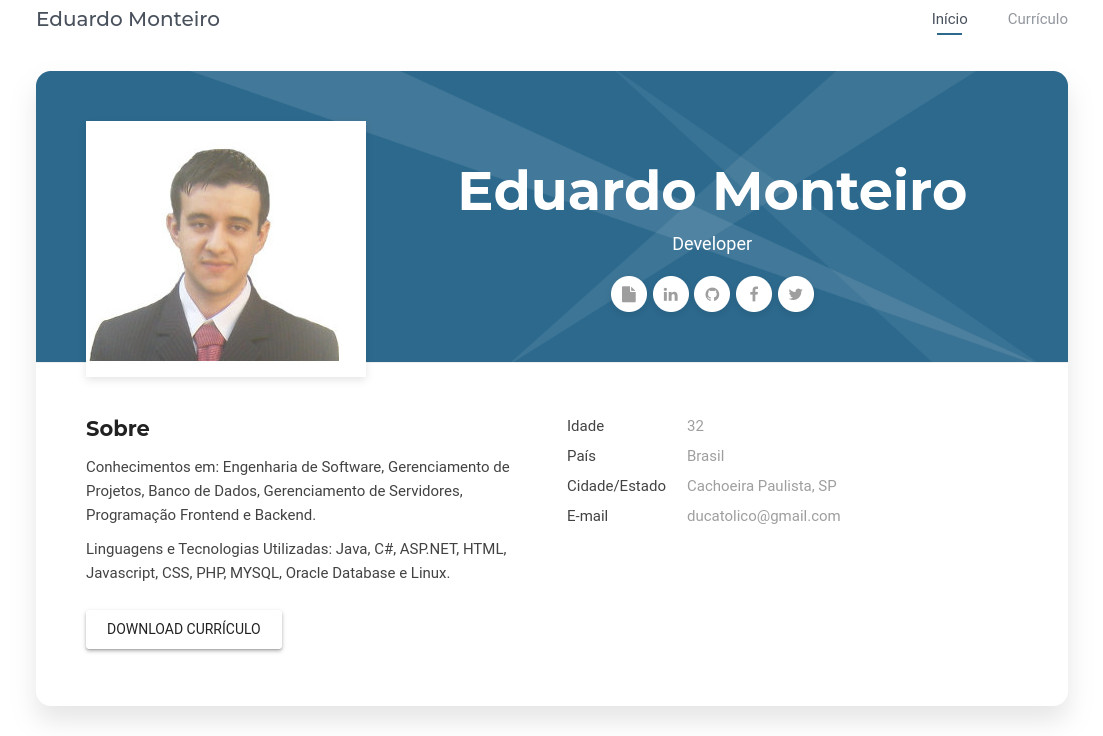 Eduardo Monteiro
Início
Currículo
Eduardo Monteiro
Developer
Sobre
Conhecimentos em: Engenharia de Software, Gerenciamento de
Projetos, Banco de Dados, Gerenciamento de Servidores,
Programação Frontend e Backend.
Linguagens e Tecnologias Utilizadas: Java, C#, ASP.NET, HTML,
Javascript, CSS, PHP, MYSQL, Oracle Database e Linux.
DOWNLOAD CURRÍCULO
Idade 32
País Brasil
Cidade/Estado Cachoeira Paulista, SP
E-mail ducatolico@gmail.com